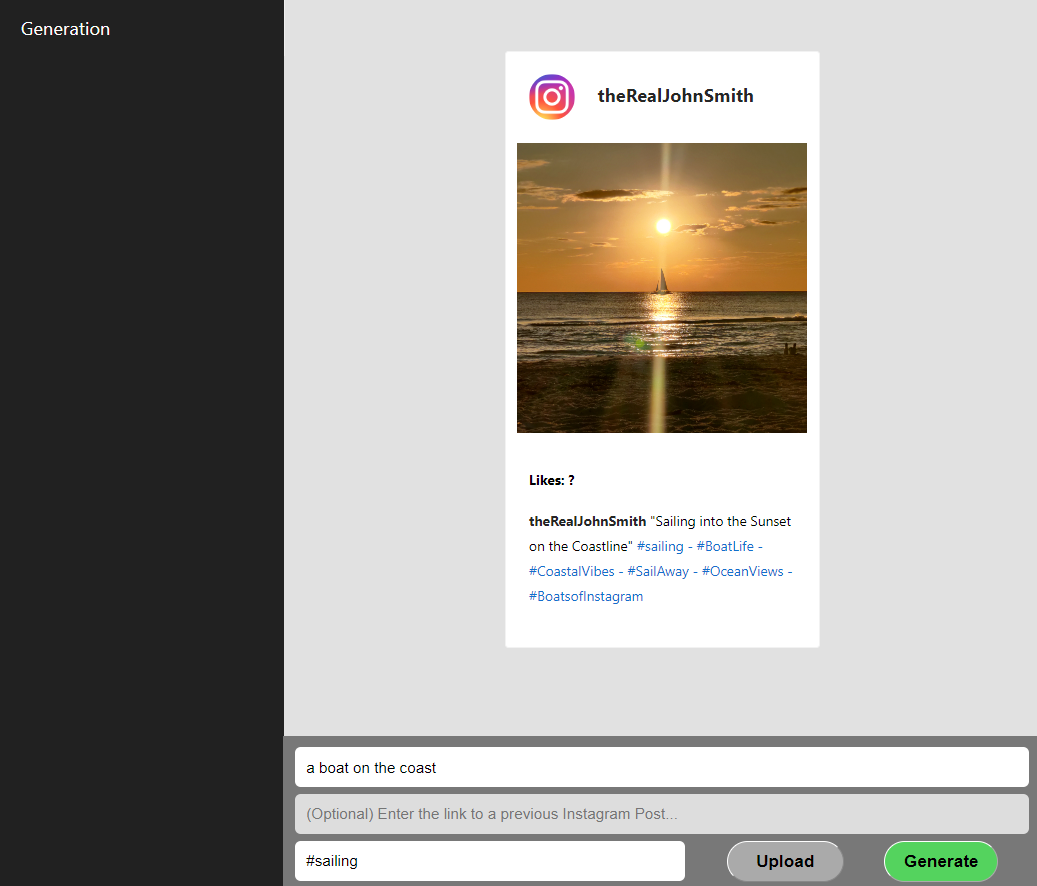 Generation
theRealJohnSmith
Likes: ?
theRealJohnSmith "Sailing into the Sunset
on the Coastline" #sailing - #BoatLife -
#CoastalVibes - #SailAway - #OceanViews -
#BoatsofInstagram
a boat on the coast
(Optional) Enter the link to a previous Instagram Post...
#sailing
Upload
Generate